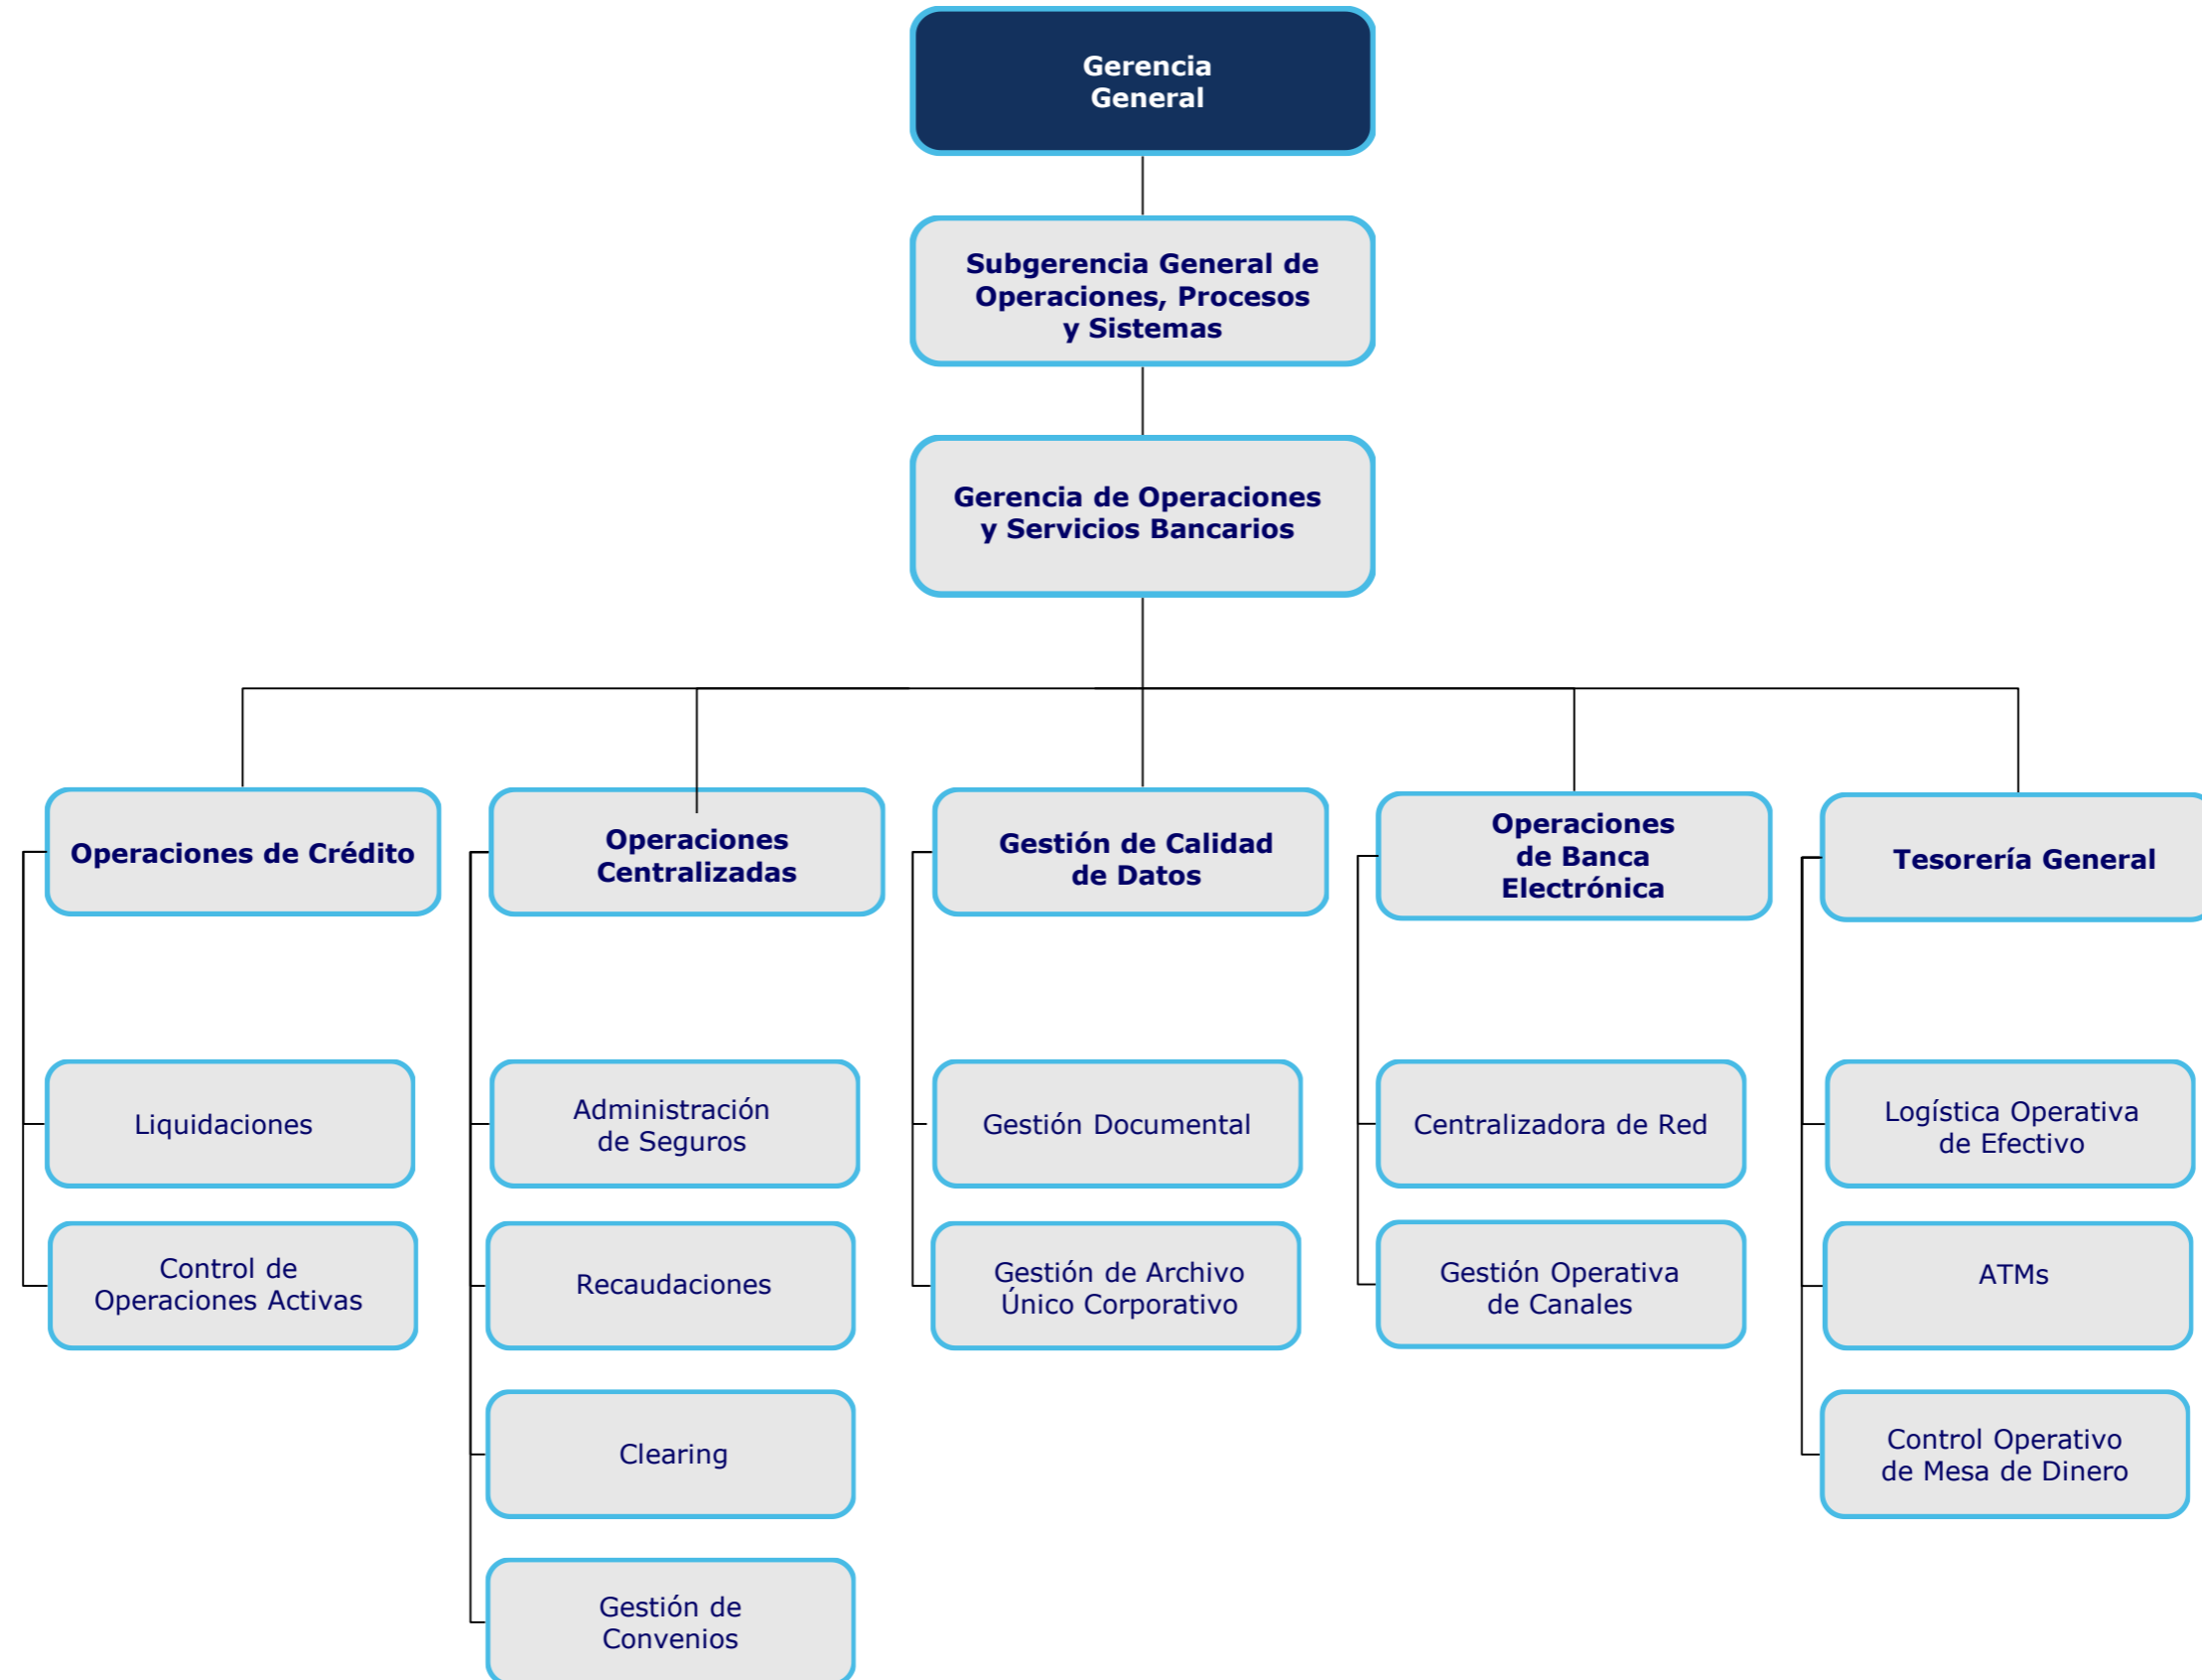 Gerencia
General
Subgerencia General de
Operaciones, Procesos
y Sistemas
Gerencia de Operaciones
y Servicios Bancarios
Operaciones de Crédito
Operaciones
Centralizadas
Gestión de Calidad
de Datos
Operaciones
de Banca
Electrónica
Tesorería General
Liquidaciones
Administración
de Seguros
Gestión Documental
Centralizadora de Red
Logística Operativa
de Efectivo
Control de
Operaciones Activas
Recaudaciones
Gestión de Archivo
Único Corporativo
Gestión Operativa
de Canales
ATMs
Clearing
Control Operativo
de Mesa de Dinero
Gestión de
Convenios